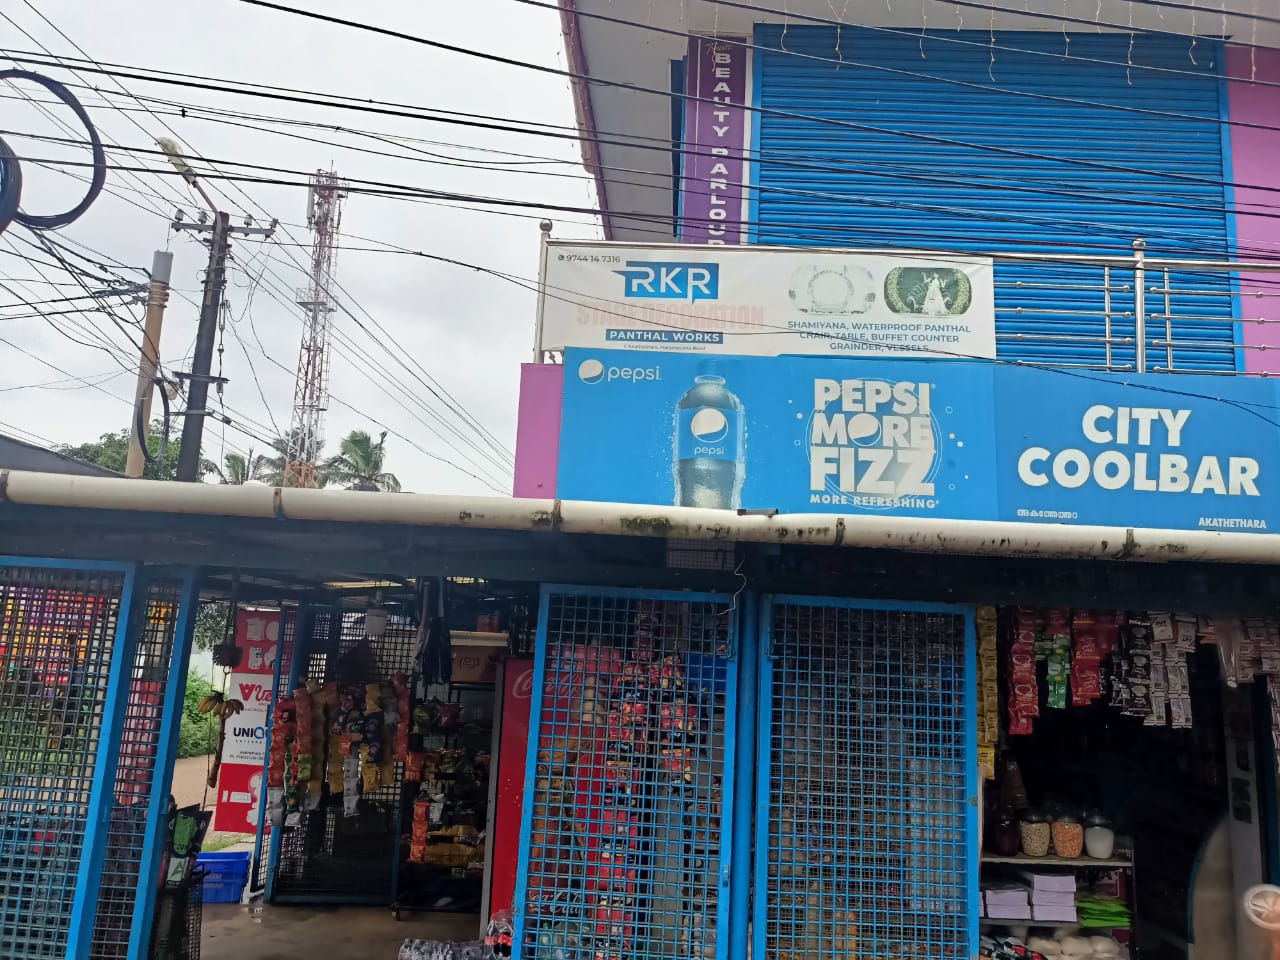 BEAUTY PARLOUR
9744 14 7316
RKR
STAGE DECORATION
PANTHAL WORKS
SHAMIYANA, WATERPROOF PANTHAL
CHAIR, TABLE, BUFFET COUNTER
GRAINDER, VESSELS
pepsi
pepsi
PEPSI
MORE
FIZZ
MORE REFRESHING
CITY
COOLBAR
AKATHETHARA